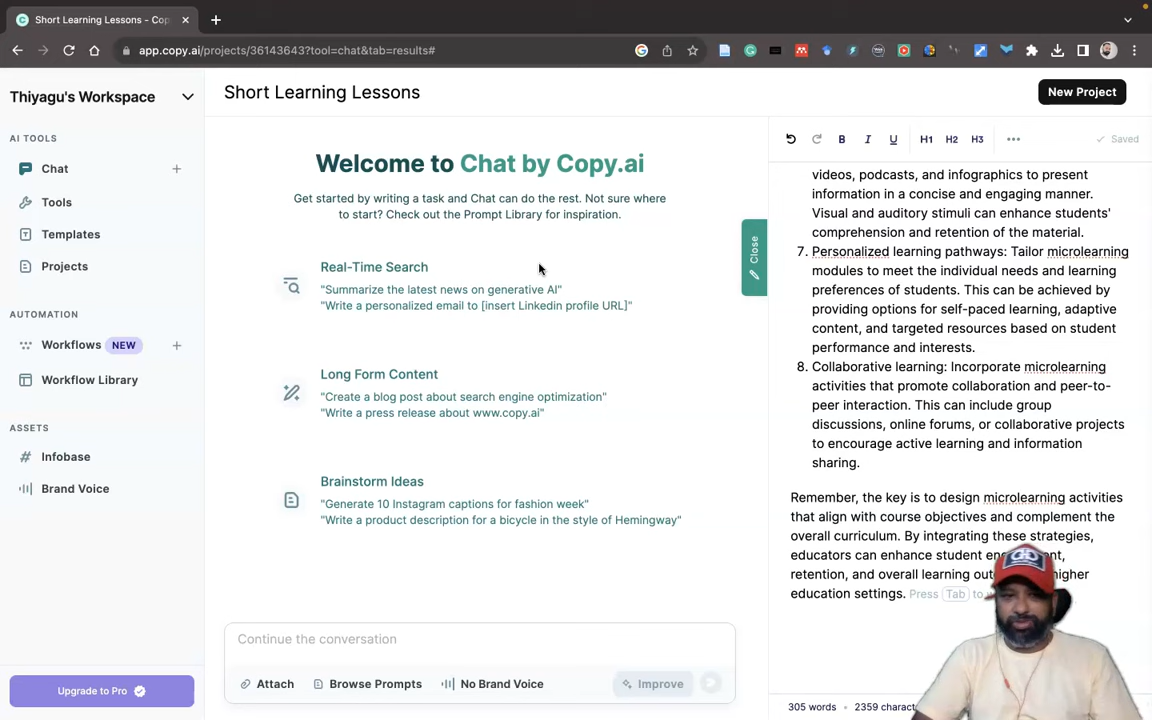 Short Learning Lessons - Cop
app.copy.ai/projects/36143643?tool=chat&tab=results#
Thiyagu's Workspace
AI TOOLS
Chat
Tools
Templates
Projects
AUTOMATION
Workflows NEW
Workflow Library
ASSETS
Infobase
Brand Voice
Upgrade to Pro
Short Learning Lessons
New Project
Welcome to Chat by Copy.ai
Get started by writing a task and Chat can do the rest. Not sure where
to start? Check out the Prompt Library for inspiration.
Real-Time Search
"Summarize the latest news on generative AI"
"Write a personalized email to [insert Linkedin profile URL]"
Long Form Content
"Create a blog post about search engine optimization"
"Write a press release about www.copy.ai"
Brainstorm Ideas
"Generate 10 Instagram captions for fashion week"
"Write a product description for a bicycle in the style of Hemingway"
Continue the conversation
Attach Browse Prompts No Brand Voice Improve
Close
B I U H1 H2 H3 Saved
videos, podcasts, and infographics to present
information in a concise and engaging manner.
Visual and auditory stimuli can enhance students'
comprehension and retention of the material.
7. Personalized learning pathways: Tailor microlearning
modules to meet the individual needs and learning
preferences of students. This can be achieved by
providing options for self-paced learning, adaptive
content, and targeted resources based on student
performance and interests.
8. Collaborative learning: Incorporate microlearning
activities that promote collaboration and peer-to-
peer interaction. This can include group
discussions, online forums, or collaborative projects
to encourage active learning and information
sharing.
Remember, the key is to design microlearning activities
that align with course objectives and complement the
overall curriculum. By integrating these strategies,
educators can enhance student
retention, and overall learning higher
education settings. Press Tab to
305 words • 2359